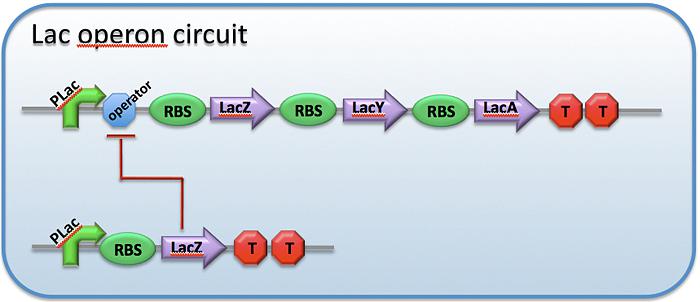 Lac operon circuit
PLac
operator
RBS
LacZ
RBS
LacY
RBS
LacA
T
T
PLac
RBS
LacZ
T
T